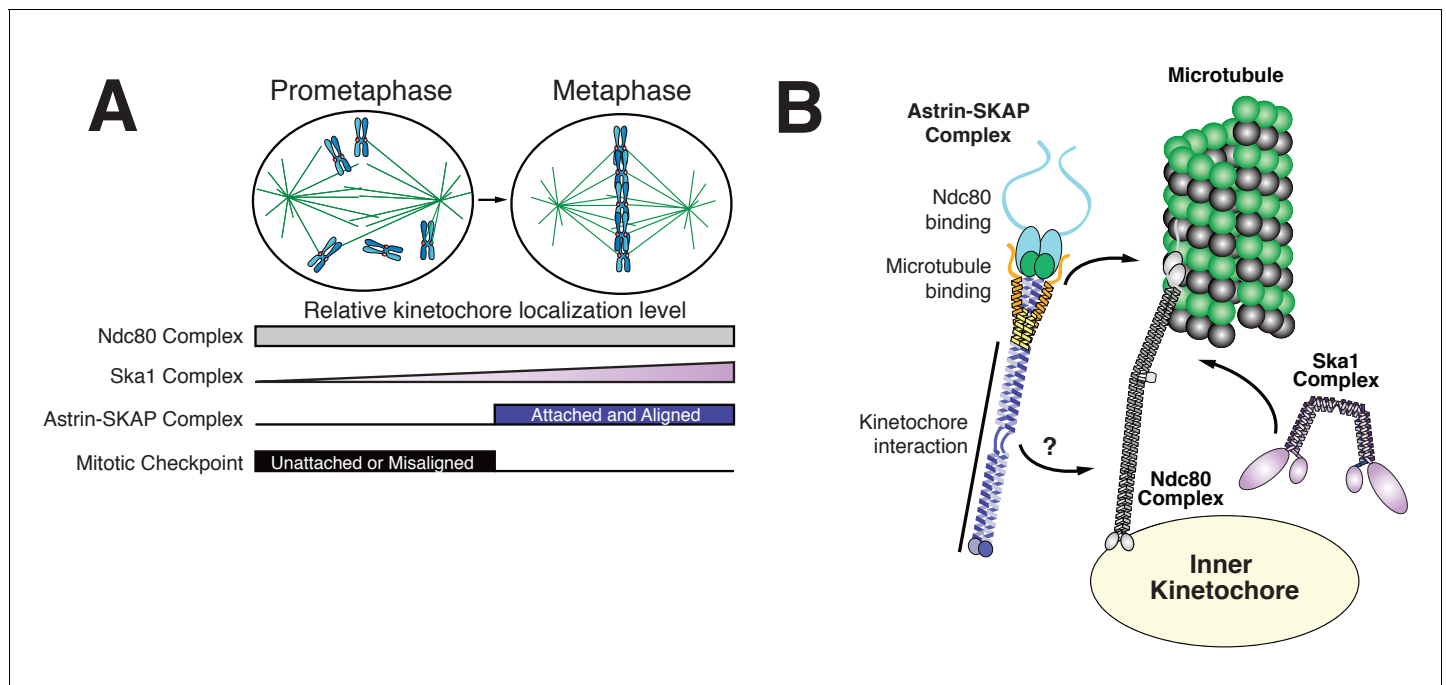 A
Prometaphase
Metaphase
Relative kinetochore localization level
Ndc80 Complex
Ska1 Complex
Astrin-SKAP Complex
Attached and Aligned
Mitotic Checkpoint
Unattached or Misaligned
B
Microtubule
Astrin-SKAP
Complex
Ndc80
binding
Microtubule
binding
Ska1
Complex
Kinetochore
interaction
?
Ndc80
Complex
Inner
Kinetochore